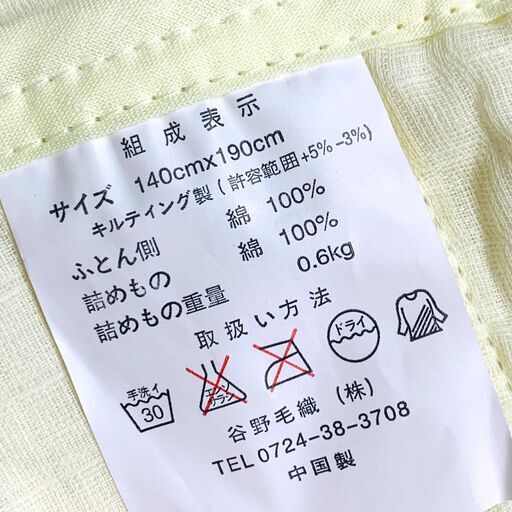 組成表示
サイズ 140cmx190cm
キルティング製(許容範囲+5%-3%)
ふとん側 綿 100%
詰めもの 綿 100%
詰めもの重量 0.6kg
取扱い方法
手洗イ 30 エンソサラシ ドライ
谷野毛織(株)
TEL 0724-38-3708
中国製